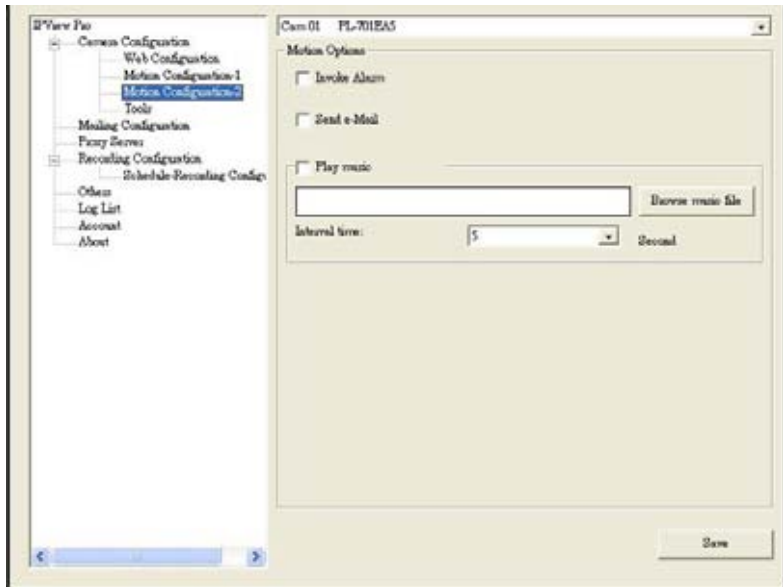 IPView Pro
Camera Configuration
Web Configuration
Motion Configuration-1
Motion Configuration-2
Tools
Mailing Configuration
Proxy Server
Recording Configuration
Schedule-Recording Config
Others
Log List
Account
About
Cam 01 PL-701EA5
Motion Options
Invoke Alarm
Send e-Mail
Play music
Browse music file
Interval time:
5
Second
Save